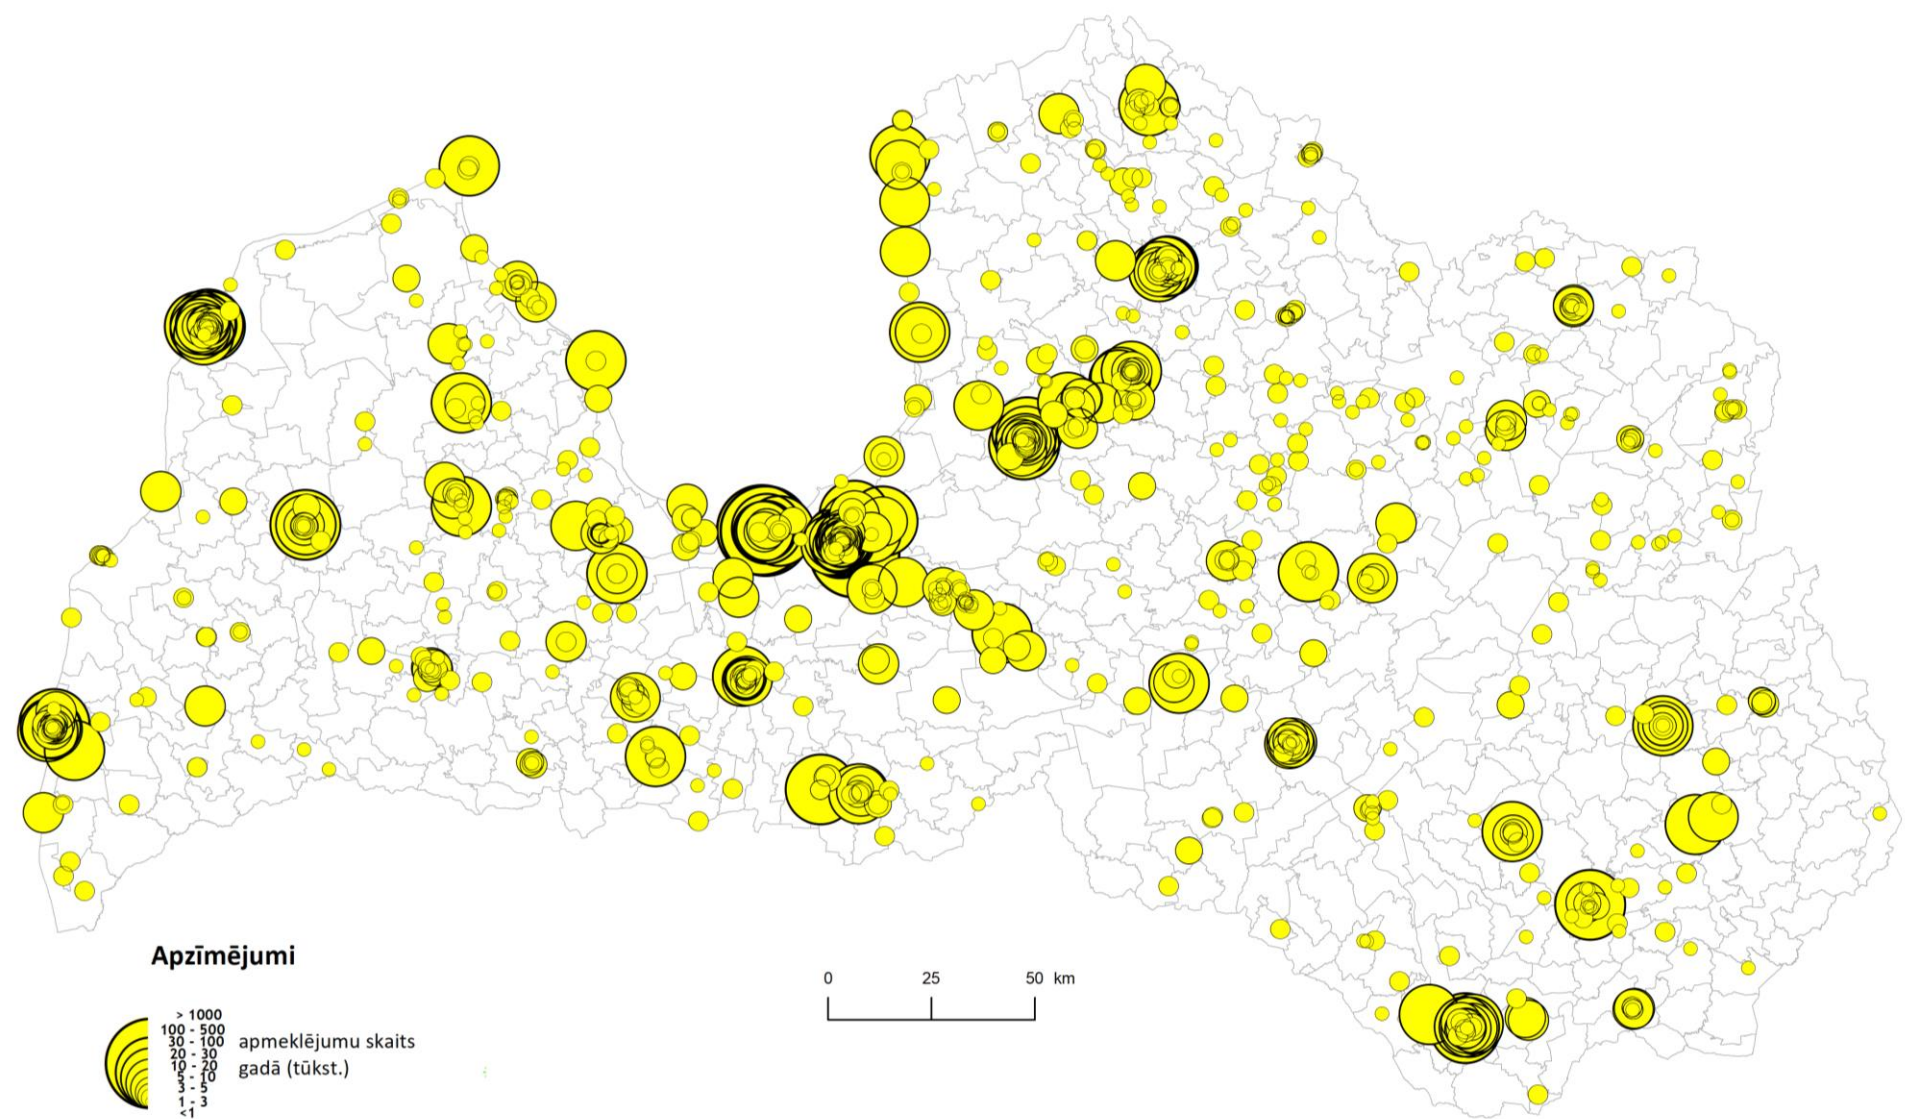 Apzīmējumi
> 1000
100 - 500
30 - 100
20 - 30
10 - 20
5 - 10
3 - 5
1 - 3
<1
apmeklējumu skaits
gadā (tūkst.)
0 25 50 km